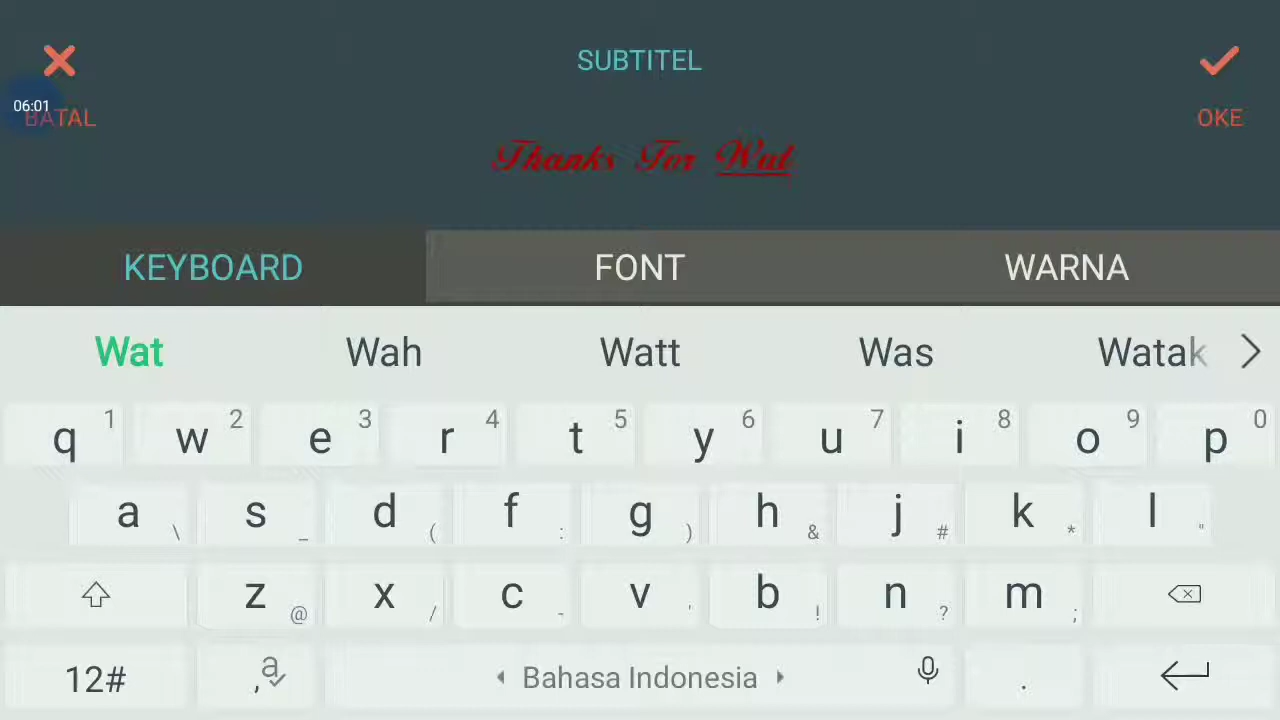 SUBTITEL
06:01
BATAL
OKE
Thanks For Wat
KEYBOARD FONT WARNA
Wat Wah Watt Was Watak
q 1 w 2 e 3 r 4 t 5 y 6 u 7 i 8 o 9 p 0
a \ s _ d ( f : g ) h & j # k * l "
z @ x / c - v ' b ! n ? m ;
12# , a Bahasa Indonesia .